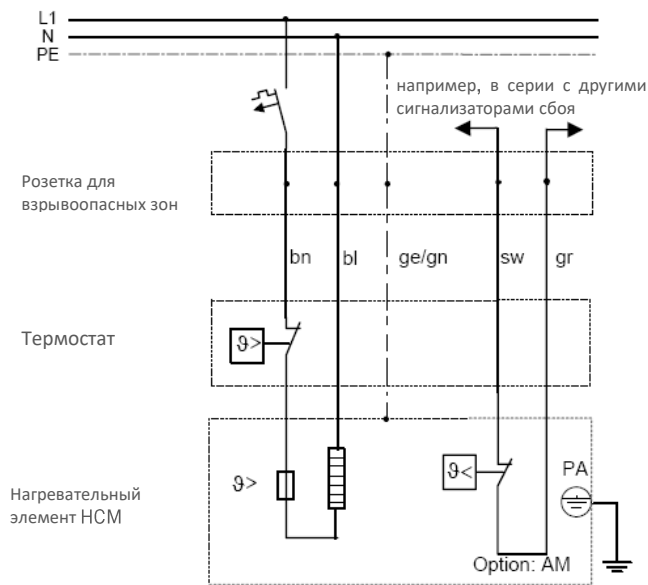 L1
N
PE
например, в серии с другими
сигнализаторами сбоя
Розетка для
взрывоопасных зон
bn bl ge/gn sw gr
Термостат
ϑ>
ϑ> ϑ< PA
Нагревательный
элемент НСМ
Option: AM